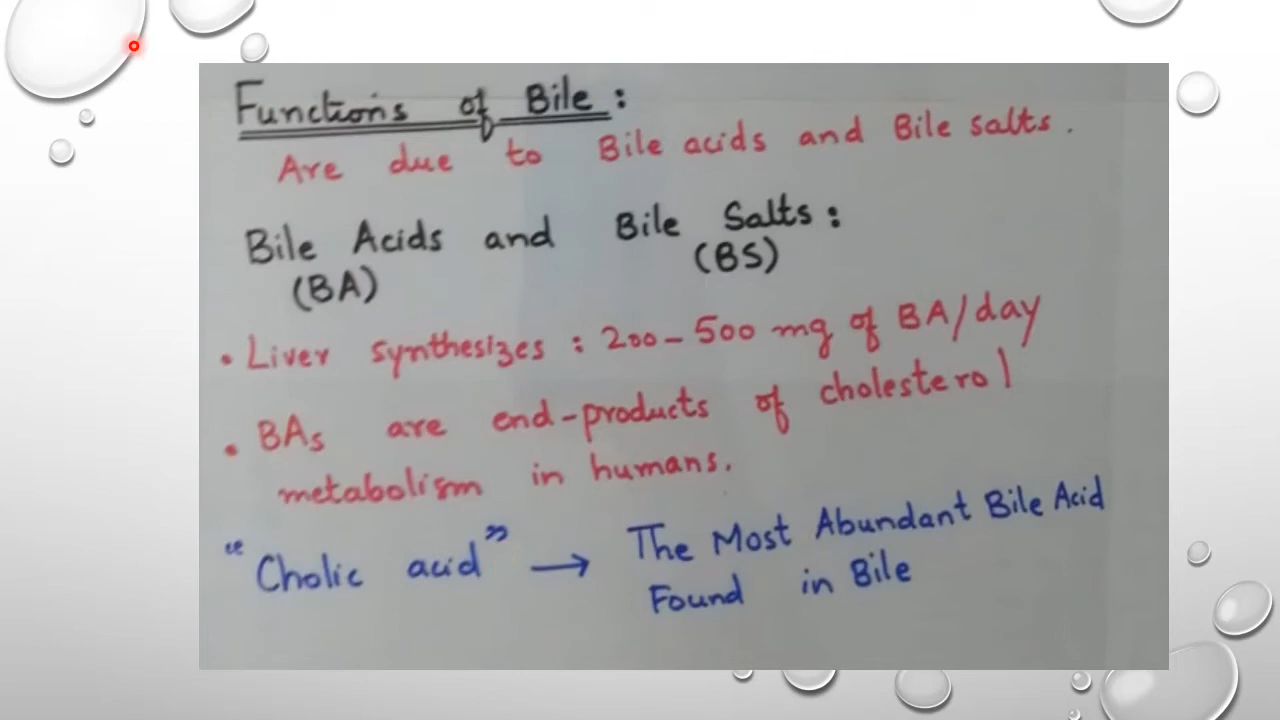 Functions of Bile :
Are due to Bile acids and Bile salts .
Bile Acids and Bile Salts :
(BA) (BS)
• Liver synthesizes : 200-500 mg of BA/day
• BAs are end-products of cholesterol
metabolism in humans.
"Cholic acid" → The Most Abundant Bile Acid
Found in Bile